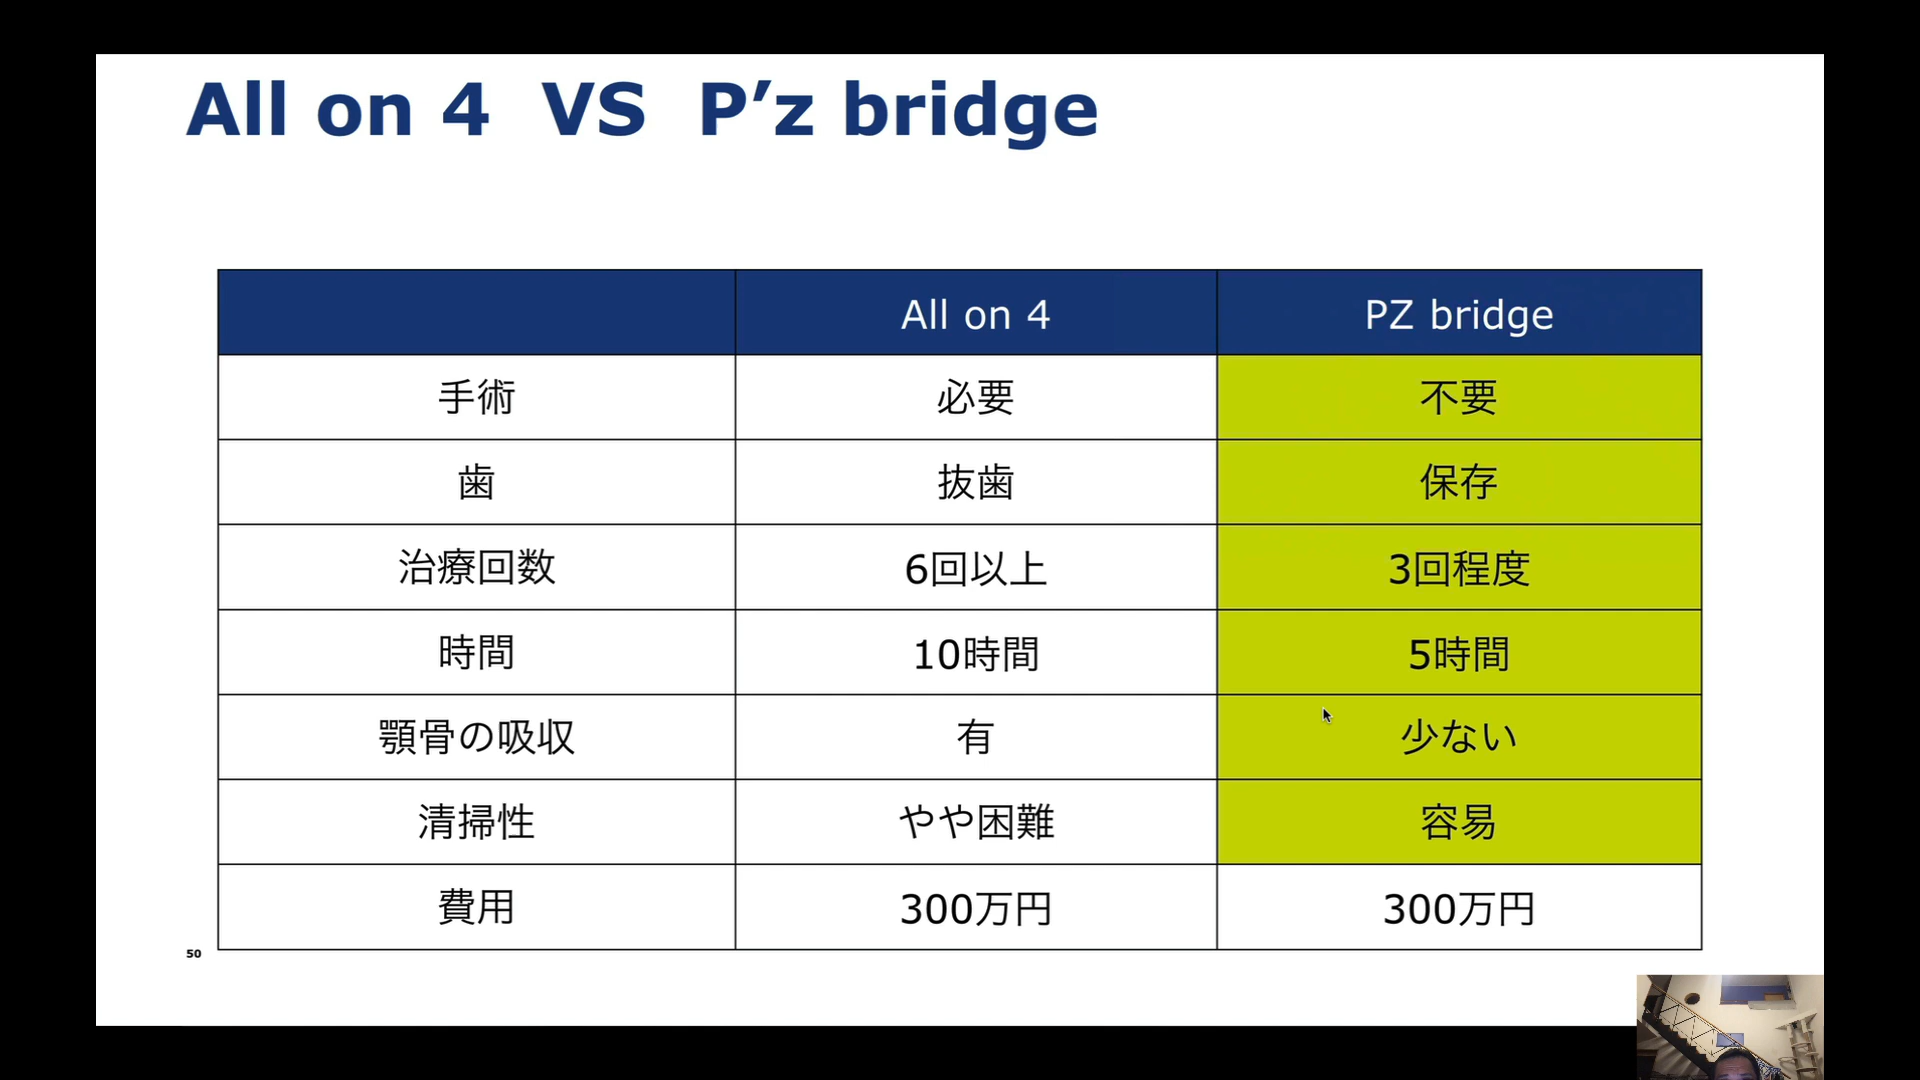 All on 4 VS P’z bridge
All on 4 PZ bridge
手術 必要 不要
歯 抜歯 保存
治療回数 6回以上 3回程度
時間 10時間 5時間
顎骨の吸収 有 少ない
清掃性 やや困難 容易
費用 300万円 300万円
50